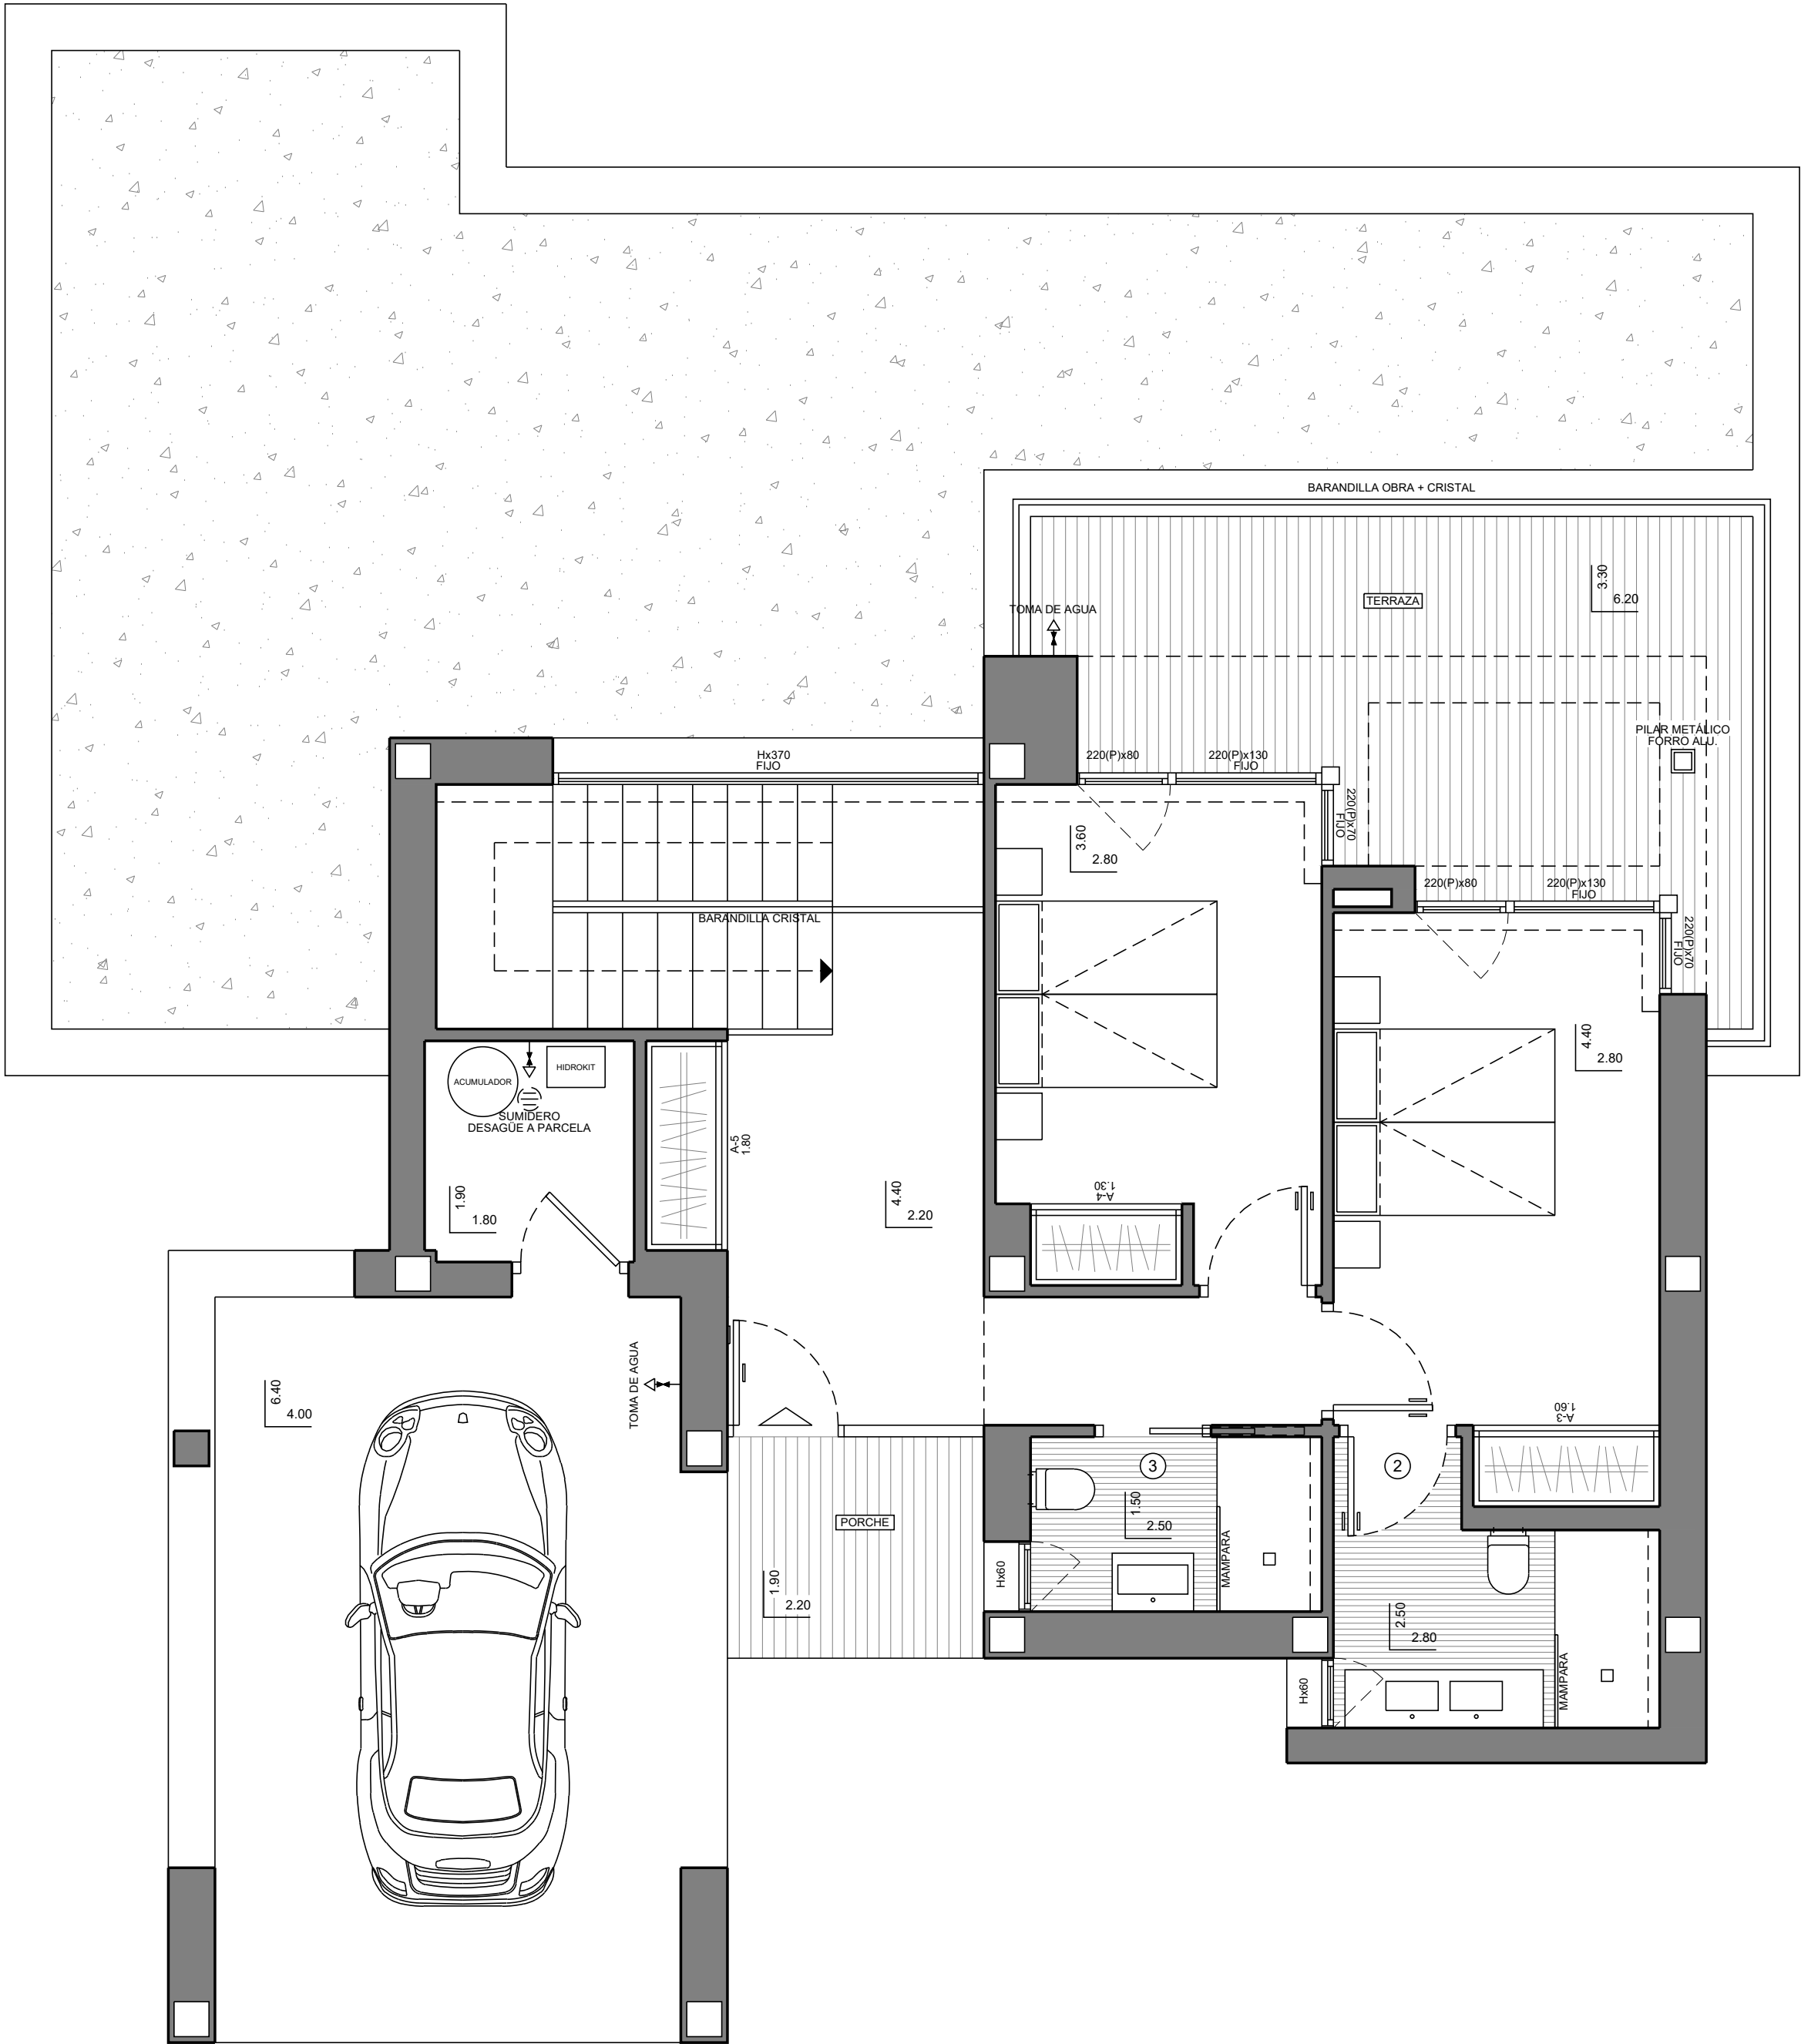 BARANDILLA OBRA + CRISTAL
3.30
6.20
TERRAZA
TOMA DE AGUA
PILAR METÁLICO
FORRO ALU.
Hx370
FIJO
220(P)x80
220(P)x130
FIJO
220(P)x70
FIJO
3.60
2.80
220(P)x80
220(P)x130
FIJO
220(P)x70
FIJO
BARANDILLA CRISTAL
4.40
2.80
ACUMULADOR
HIDROKIT
SUMIDERO
DESAGÜE A PARCELA
A-5
1.80
1.90
1.80
4.40
2.20
A-4
1.30
TOMA DE AGUA
6.40
4.00
A-3
1.60
3
2
1.50
2.50
PORCHE
MAMPARA
Hx60
1.90
2.20
2.50
2.80
MAMPARA
Hx60